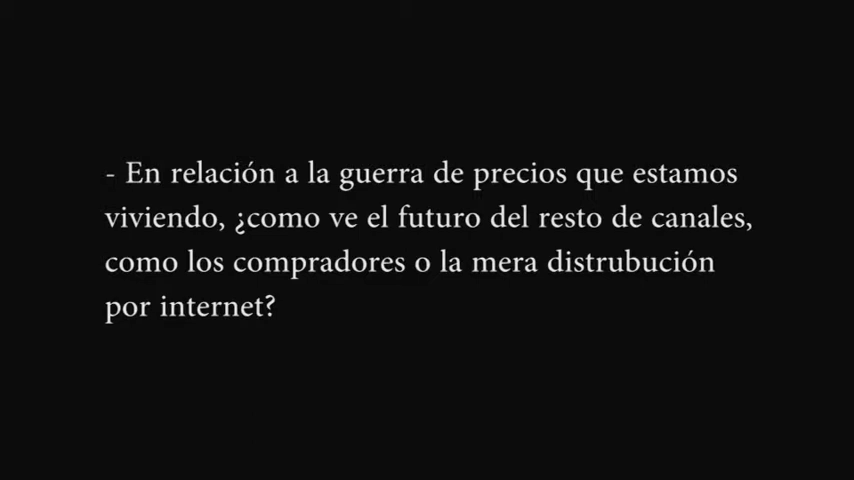 - En relación a la guerra de precios que estamos
viviendo, ¿como ve el futuro del resto de canales,
como los compradores o la mera distrubución
por internet?